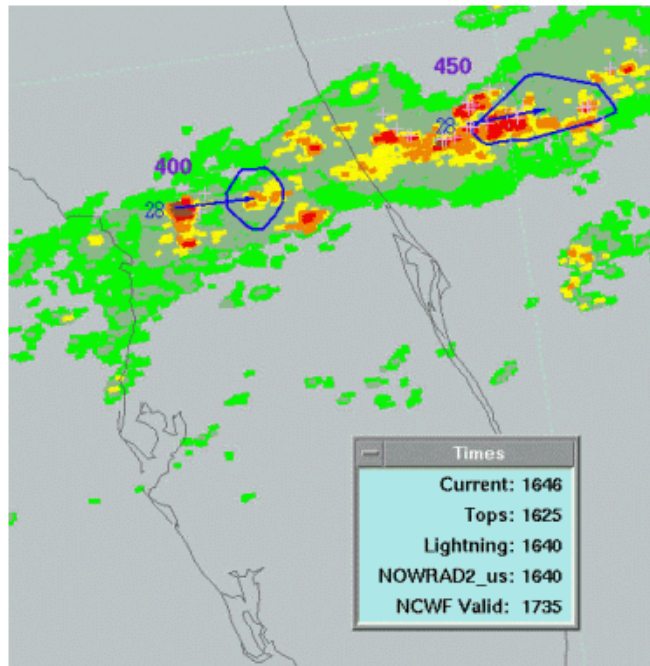 450
28
400
28
Times
Current: 1646
Tops: 1625
Lightning: 1640
NOWRAD2_us: 1640
NCWF Valid: 1735